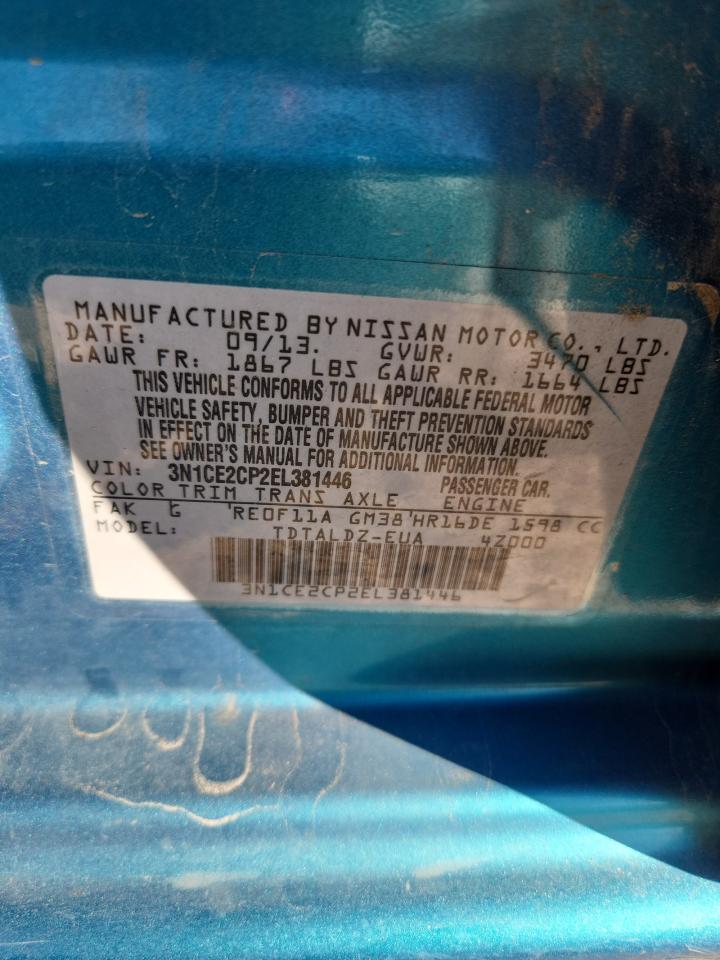 MANUFACTURED BY NISSAN MOTOR CO., LTD.
DATE: 09/13. GVWR: 3470 LBS
GAWR FR: 1867 LBS GAWR RR: 1664 LBS
THIS VEHICLE CONFORMS TO ALL APPLICABLE FEDERAL MOTOR
VEHICLE SAFETY, BUMPER AND THEFT PREVENTION STANDARDS
IN EFFECT ON THE DATE OF MANUFACTURE SHOWN ABOVE.
SEE OWNER'S MANUAL FOR ADDITIONAL INFORMATION.
VIN: 3N1CE2CP2EL381446 PASSENGER CAR.
COLOR TRIM TRANS AXLE ENGINE
FAK G RE0F11A GM38 HR16DE 1598 CC
MODEL: TDTALDZ-EUA 4Z000
3N1CE2CP2EL381446